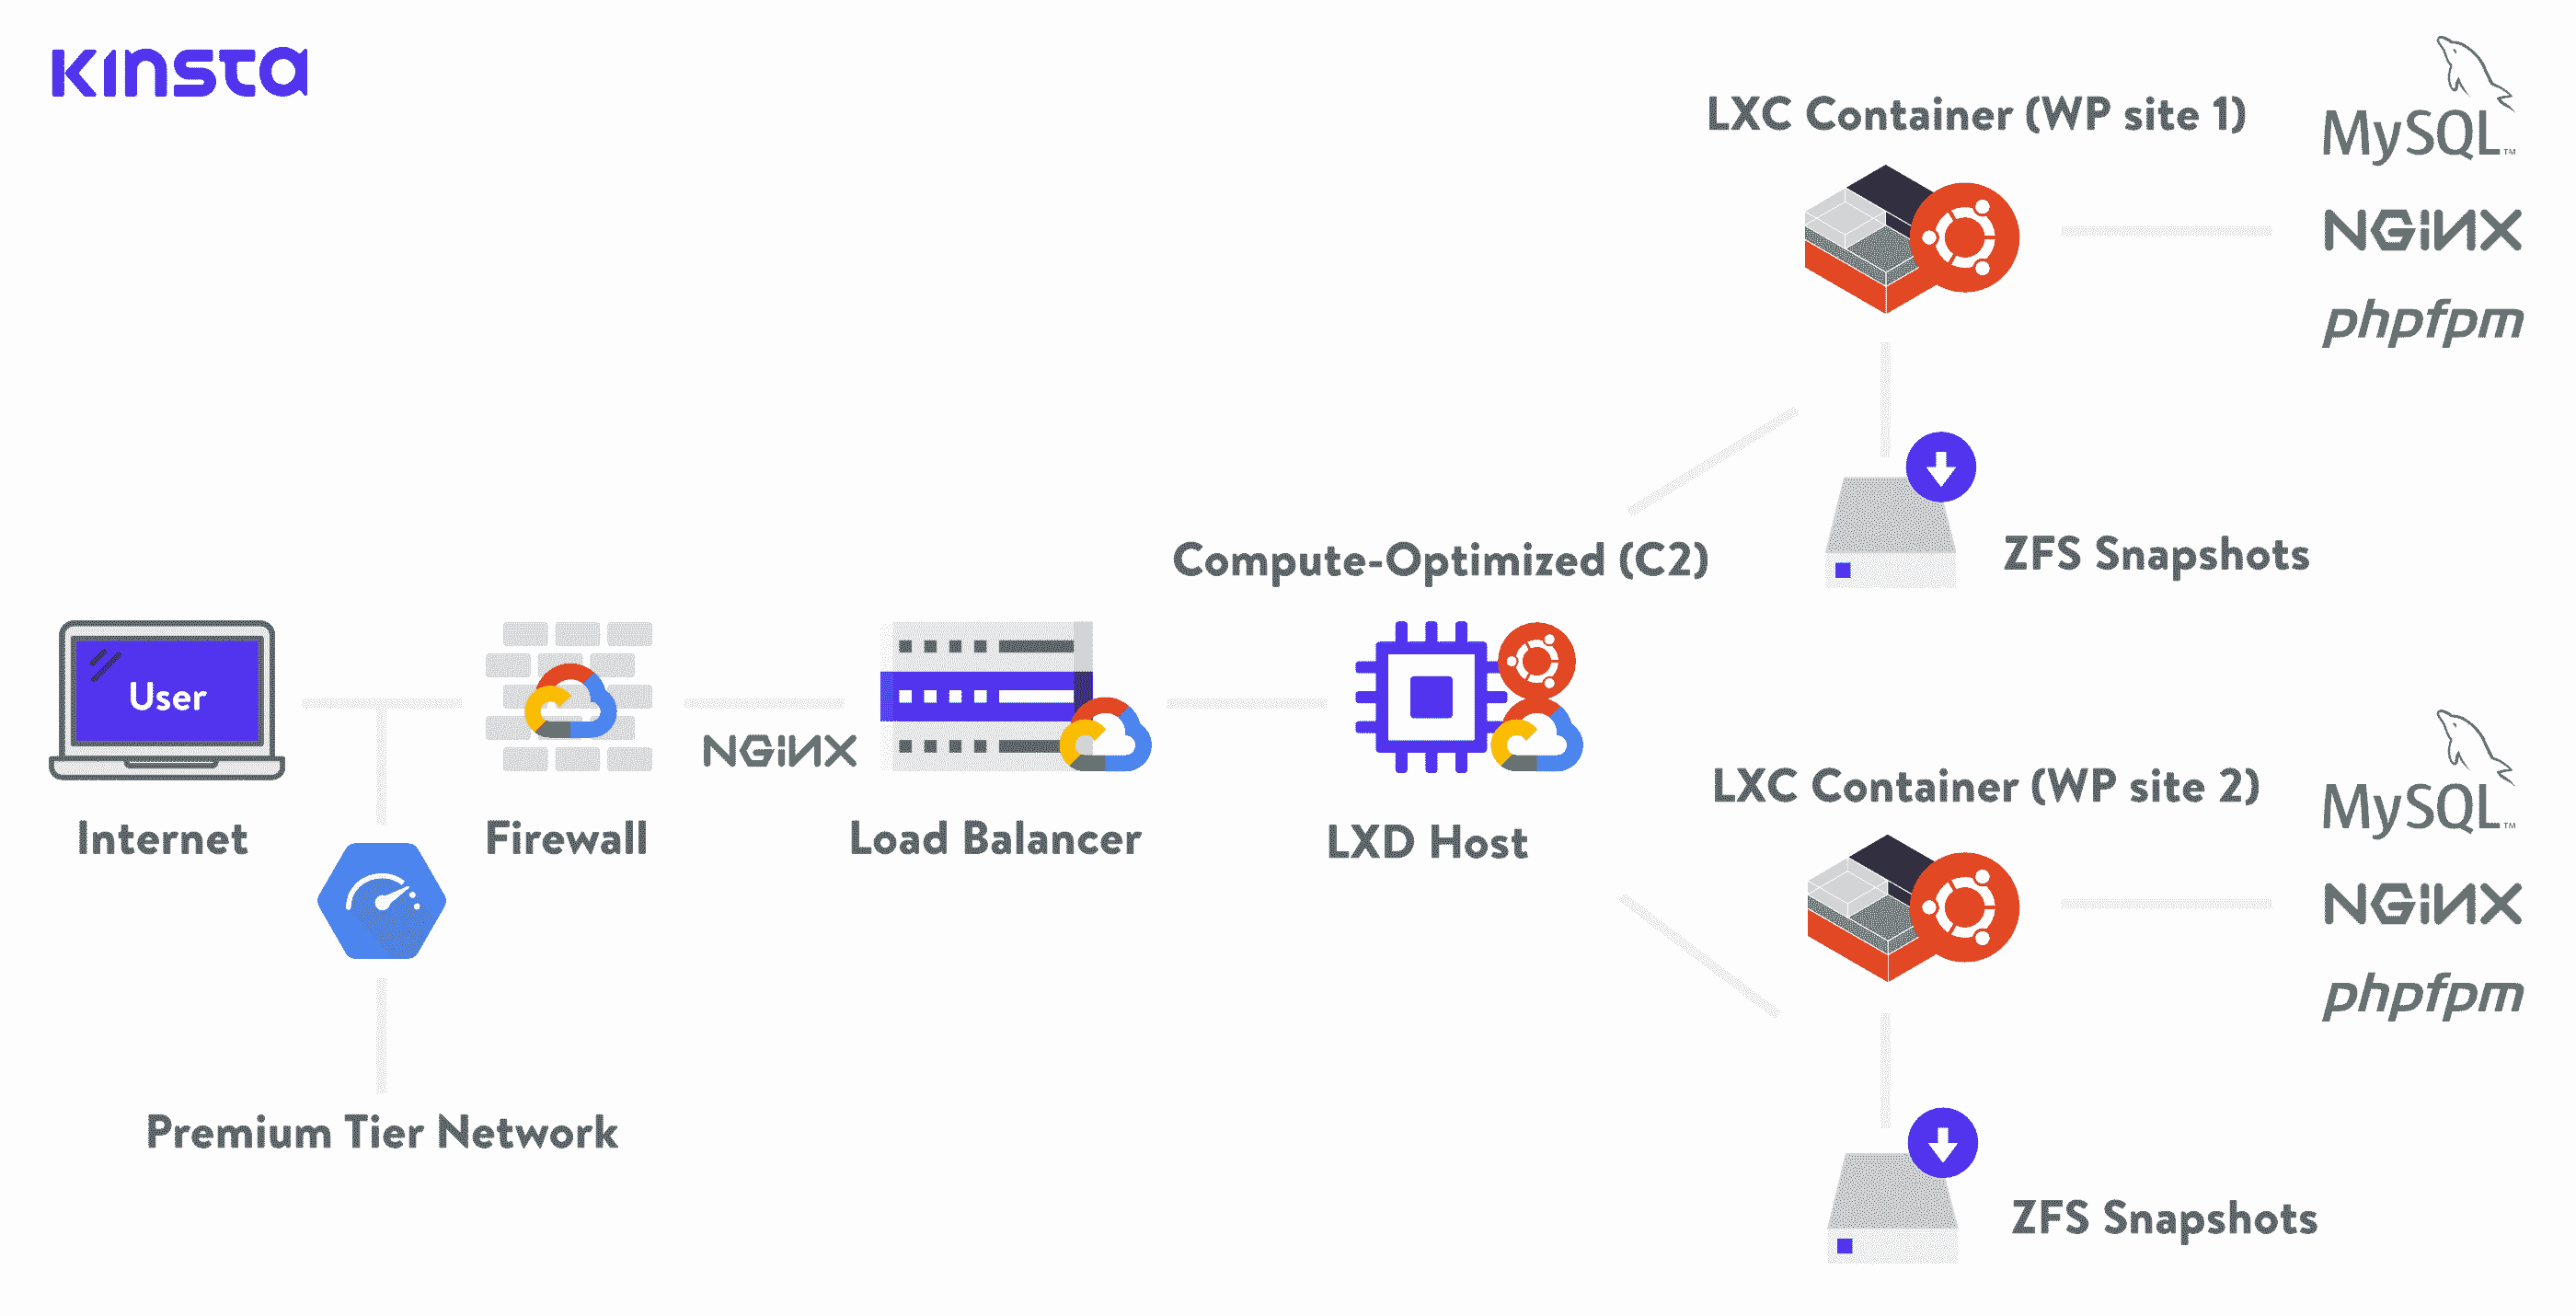 Kinsta
LXC Container (WP site 1)
MySQL™
NGINX
phpfpm
ZFS Snapshots
Compute-Optimized (C2)
User
NGINX
Internet
Firewall
Load Balancer
LXD Host
LXC Container (WP site 2)
MySQL™
NGINX
phpfpm
Premium Tier Network
ZFS Snapshots